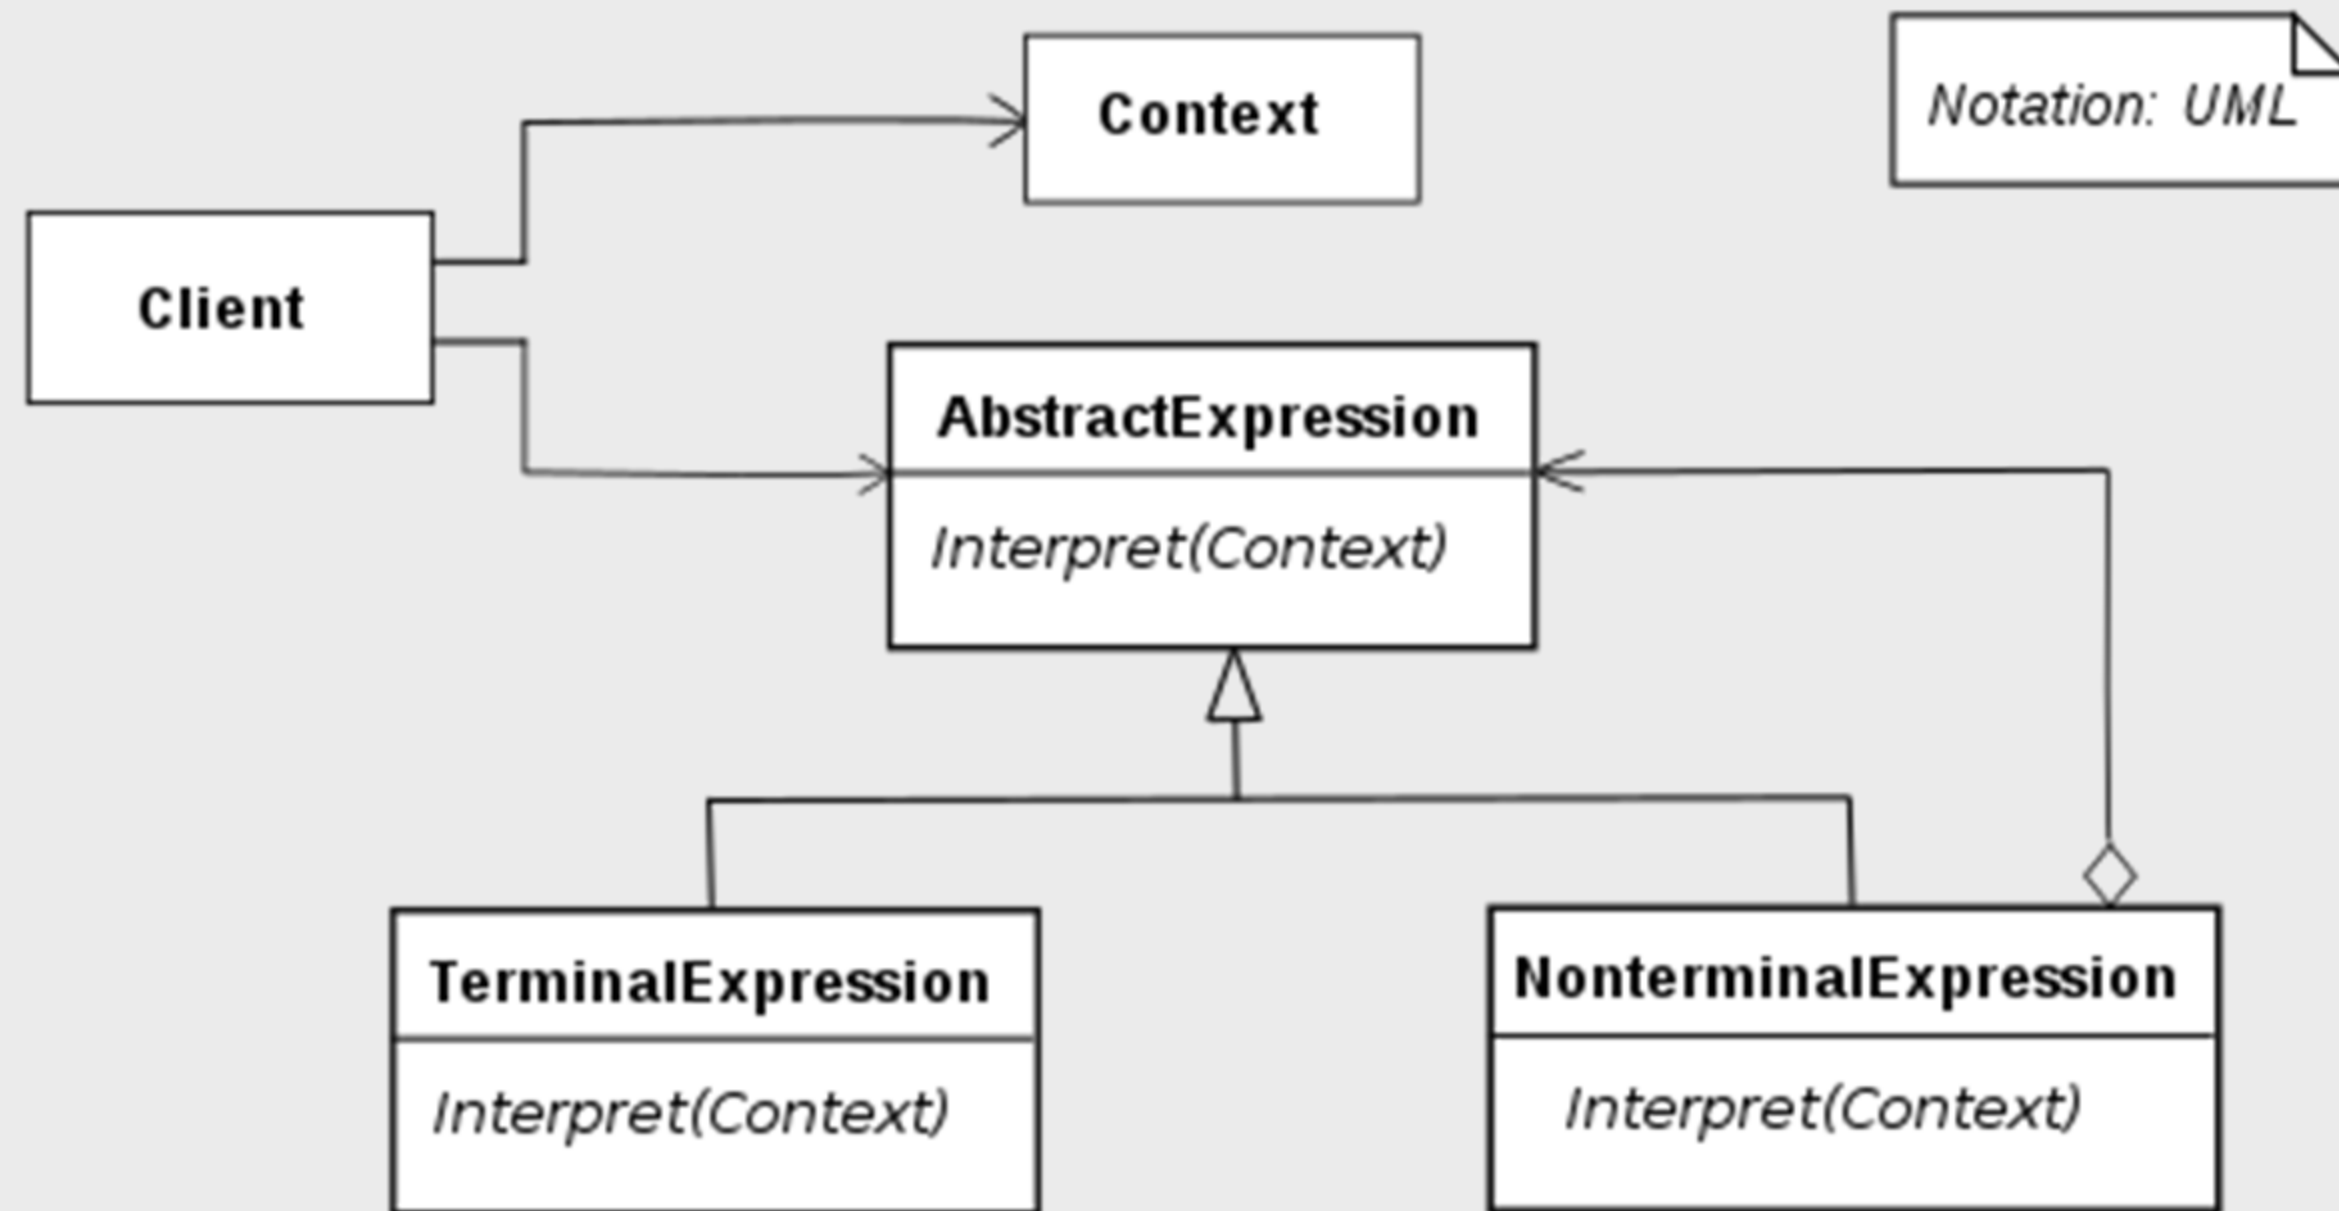 Context
Notation: UML
Client
AbstractExpression
Interpret(Context)
TerminalExpression
Interpret(Context)
NonterminalExpression
Interpret(Context)